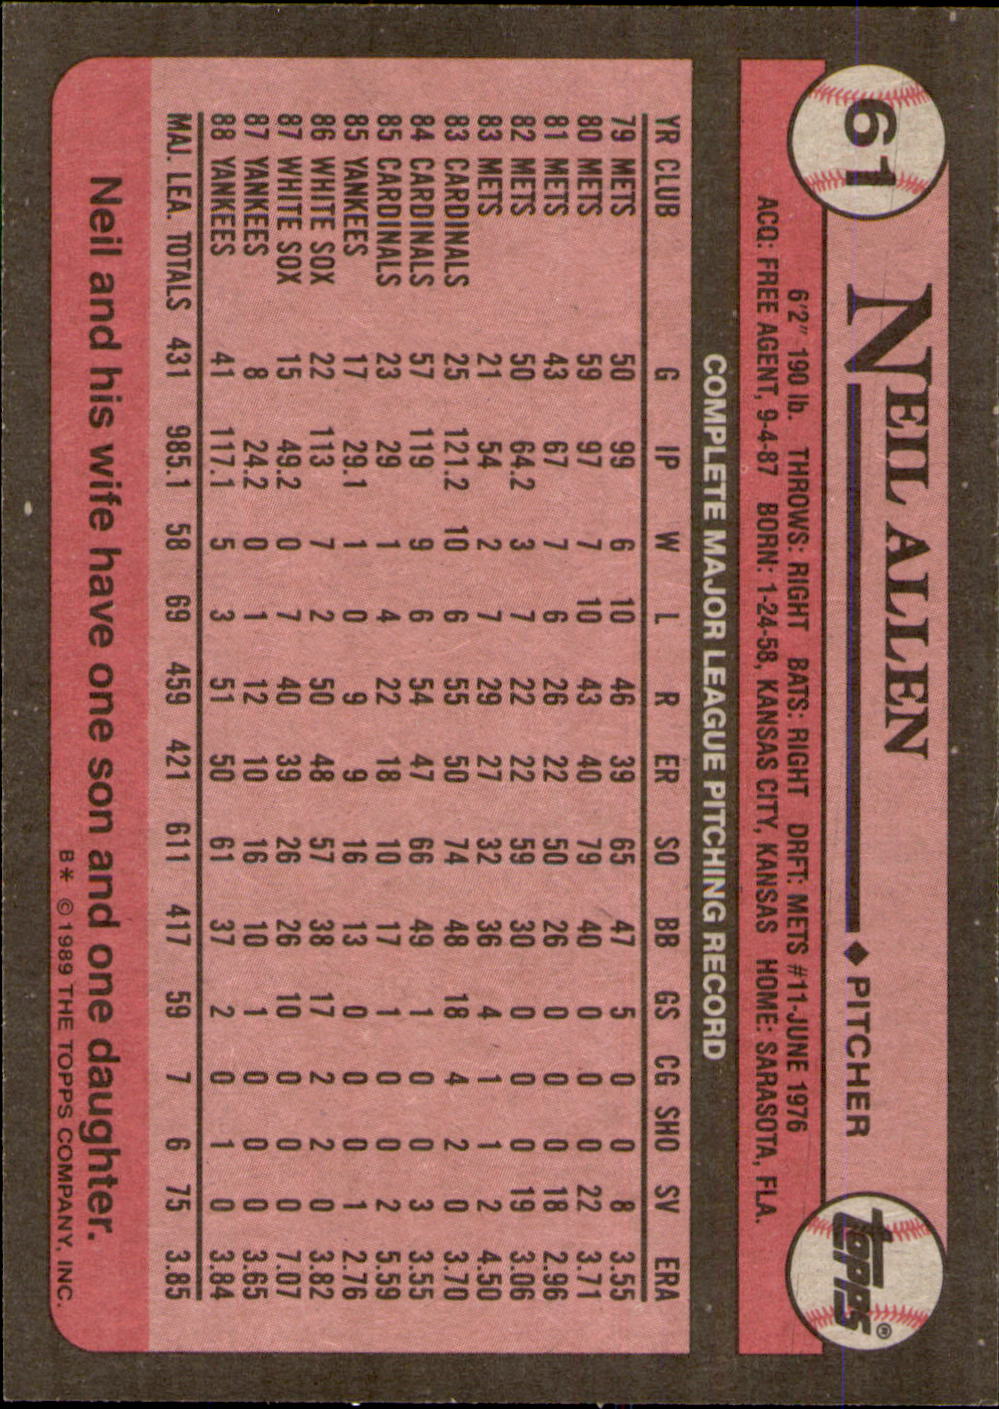 61
NEIL ALLEN ◆ PITCHER
topps®
6'2" 190 lb. THROWS: RIGHT BATS: RIGHT DRFT: METS #11-JUNE 1976
ACQ: FREE AGENT, 9-4-87 BORN: 1-24-58, KANSAS CITY, KANSAS HOME: SARASOTA, FLA.
COMPLETE MAJOR LEAGUE PITCHING RECORD
YR CLUB G IP W L R ER SO BB GS CG SHO SV ERA
79 METS 50 99 6 10 46 39 65 47 5 0 0 8 3.55
80 METS 59 97 7 10 43 40 79 40 0 0 0 22 3.71
81 METS 43 67 7 6 26 22 50 26 0 0 0 18 2.96
82 METS 50 64.2 3 7 22 22 59 30 0 0 0 19 3.06
83 METS 21 54 2 7 29 27 32 36 4 1 1 2 4.50
83 CARDINALS 25 121.2 10 6 55 50 74 48 18 4 2 0 3.70
84 CARDINALS 57 119 9 6 54 47 66 49 1 0 0 3 3.55
85 CARDINALS 23 29 1 4 22 18 10 17 1 0 0 2 5.59
85 YANKEES 17 29.1 1 0 9 9 16 13 0 0 0 1 2.76
86 WHITE SOX 22 113 7 2 50 48 57 38 17 2 2 0 3.82
87 WHITE SOX 15 49.2 0 7 40 39 26 26 10 0 0 0 7.07
87 YANKEES 8 24.2 0 1 12 10 16 10 1 0 0 0 3.65
88 YANKEES 41 117.1 5 3 51 50 61 37 2 0 1 0 3.84
MAJ. LEA. TOTALS 431 985.1 58 69 459 421 611 417 59 7 6 75 3.85
Neil and his wife have one son and one daughter.
B* © 1989 THE TOPPS COMPANY, INC.